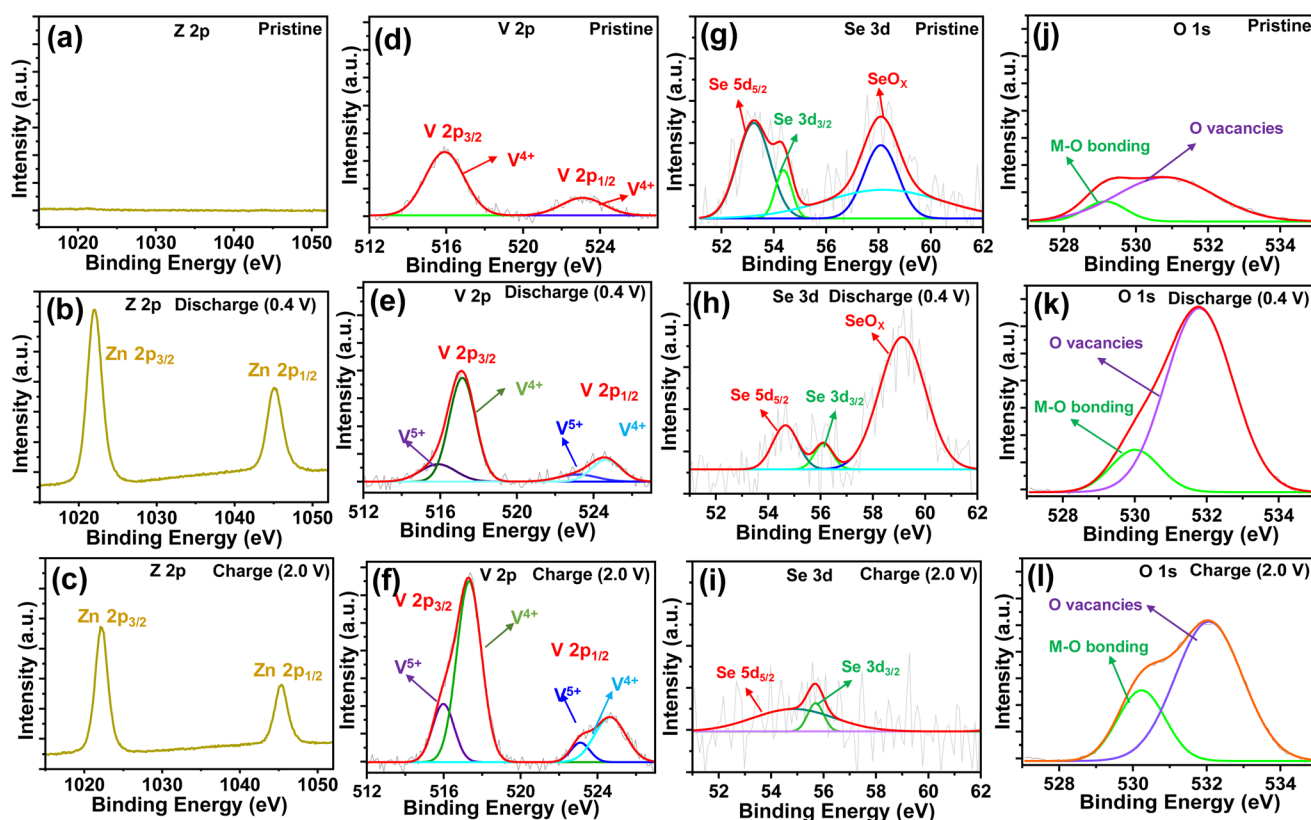 (a)
Z 2p
Pristine
Intensity (a.u.)
1020 1030 1040 1050
Binding Energy (eV)
(d)
V 2p
Pristine
Intensity (a.u.)
V 2p3/2
V4+
V 2p1/2
V4+
512 516 520 524
Binding Energy (eV)
(g)
Se 3d
Pristine
Intensity (a.u.)
Se 5d5/2
Se 3d3/2
SeOX
52 54 56 58 60 62
Binding Energy (eV)
(j)
O 1s
Pristine
Intensity (a.u.)
O vacancies
M-O bonding
528 530 532 534
Binding Energy (eV)
(b)
Z 2p
Discharge (0.4 V)
Intensity (a.u.)
Zn 2p3/2
Zn 2p1/2
1020 1030 1040 1050
Binding Energy (eV)
(e)
V 2p
Discharge (0.4 V)
Intensity (a.u.)
V 2p3/2
V4+
V 2p1/2
V5+
V5+
V4+
512 516 520 524
Binding Energy (eV)
(h)
Se 3d
Discharge (0.4 V)
Intensity (a.u.)
SeOX
Se 5d5/2
Se 3d3/2
52 54 56 58 60 62
Binding Energy (eV)
(k)
O 1s
Discharge (0.4 V)
Intensity (a.u.)
O vacancies
M-O bonding
528 530 532 534
Binding Energy (eV)
(c)
Z 2p
Charge (2.0 V)
Intensity (a.u.)
Zn 2p3/2
Zn 2p1/2
1020 1030 1040 1050
Binding Energy (eV)
(f)
V 2p
Charge (2.0 V)
Intensity (a.u.)
V 2p3/2
V4+
V 2p1/2
V5+
V5+
V4+
512 516 520 524
Binding Energy (eV)
(i)
Se 3d
Charge (2.0 V)
Intensity (a.u.)
Se 5d5/2
Se 3d3/2
52 54 56 58 60 62
Binding Energy (eV)
(l)
O 1s
Charge (2.0 V)
Intensity (a.u.)
O vacancies
M-O bonding
528 530 532 534
Binding Energy (eV)